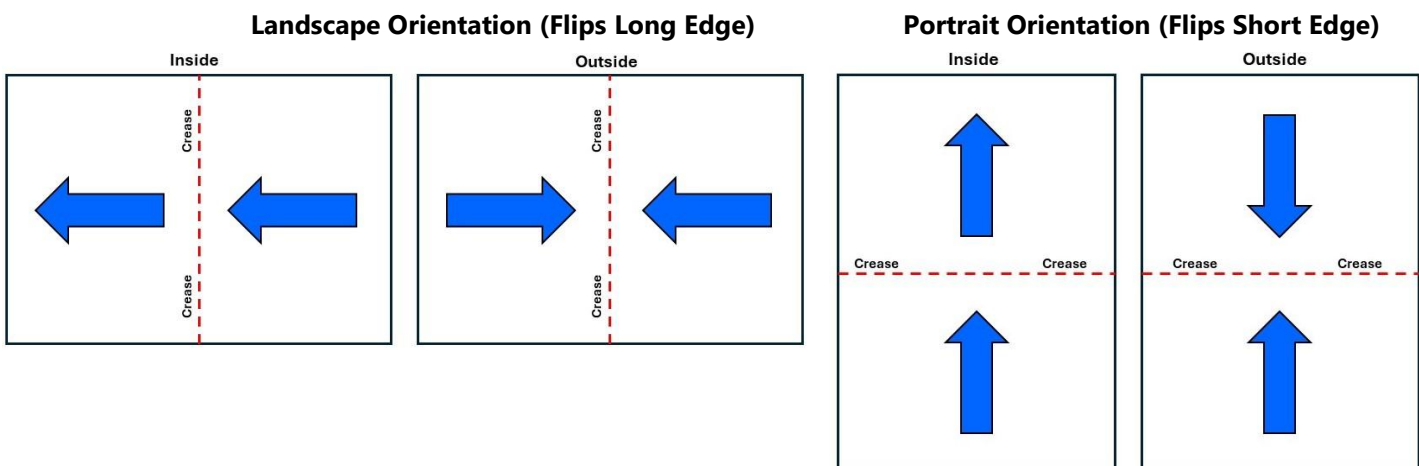 Landscape Orientation (Flips Long Edge)
Inside
Crease
Crease
Outside
Crease
Crease
Portrait Orientation (Flips Short Edge)
Inside
Crease Crease
Outside
Crease Crease